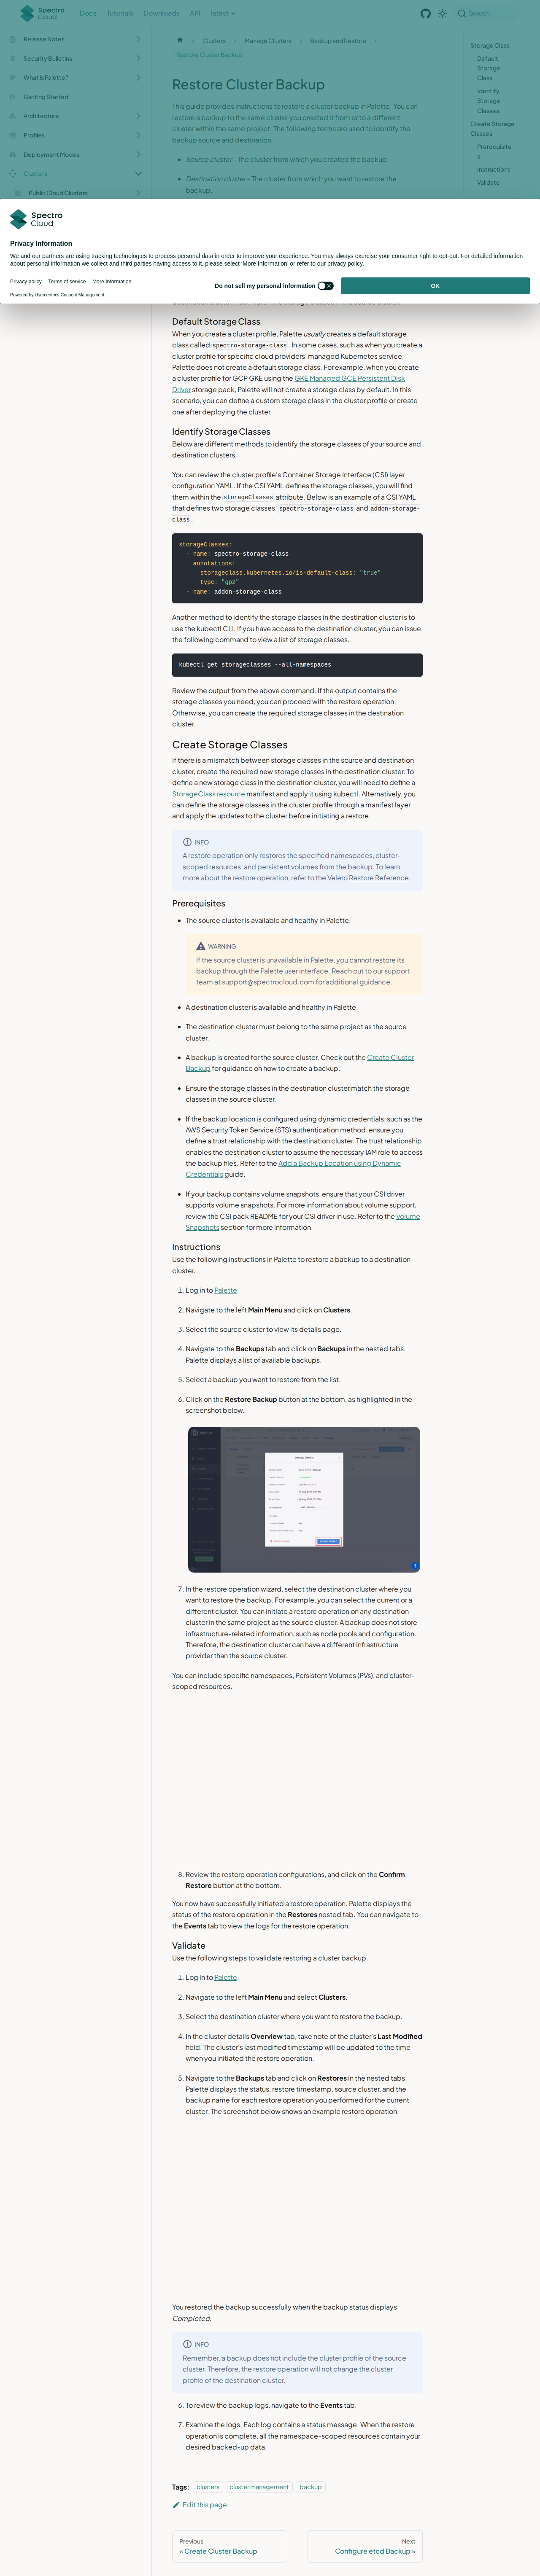 Spectro Cloud
Docs
Tutorials
Downloads
API
latest
Search
Release Notes
Security Bulletins
What is Palette?
Getting Started
Architecture
Profiles
Deployment Modes
Clusters
Public Cloud Clusters
Clusters
Manage Clusters
Backup and Restore
Restore Cluster Backup
Restore Cluster Backup
This guide provides instructions to restore a cluster backup in Palette. You can
restore a backup to the same cluster you created it from or to a different
cluster within the same project. The following terms are used to identify the
backup source and destination.
Source cluster - The cluster from which you created the backup.
Destination cluster - The cluster from which you want to restore the
backup.
Storage Class
Default
Storage
Class
Identify
Storage
Classes
Create Storage
Classes
Prerequisite
s
Instructions
Validate
Spectro Cloud
Privacy Information
We and our partners are using tracking technologies to process personal data in order to improve your experience. You may always exercise your consumer right to opt-out. For detailed information
about personal information we collect and third parties having access to it, please select 'More Information' or refer to our privacy policy.
Privacy policy
Terms of service
More Information
Powered by Usercentrics Consent Management
Do not sell my personal information
OK
Default Storage Class
When you create a cluster profile, Palette usually creates a default storage
class called spectro-storage-class. In some cases, such as when you create a
cluster profile for specific cloud providers' managed Kubernetes service,
Palette does not create a default storage class. For example, when you create
a cluster profile for GCP GKE using the GKE Managed GCE Persistent Disk
Driver storage pack, Palette will not create a storage class by default. In this
scenario, you can define a custom storage class in the cluster profile or create
one after deploying the cluster.
Identify Storage Classes
Below are different methods to identify the storage classes of your source and
destination clusters.
You can review the cluster profile's Container Storage Interface (CSI) layer
configuration YAML. If the CSI YAML defines the storage classes, you will find
them within the storageClasses attribute. Below is an example of a CSI YAML
that defines two storage classes, spectro-storage-class and addon-storage-
class.
storageClasses:
- name: spectro-storage-class
annotations:
storageclass.kubernetes.io/is-default-class: "true"
type: "gp2"
- name: addon-storage-class
Another method to identify the storage classes in the destination cluster is to
use the kubectl CLI. If you have access to the destination cluster, you can issue
the following command to view a list of storage classes.
kubectl get storageclasses --all-namespaces
Review the output from the above command. If the output contains the
storage classes you need, you can proceed with the restore operation.
Otherwise, you can create the required storage classes in the destination
cluster.
Create Storage Classes
If there is a mismatch between storage classes in the source and destination
cluster, create the required new storage classes in the destination cluster. To
define a new storage class in the destination cluster, you will need to define a
StorageClass resource manifest and apply it using kubectl. Alternatively, you
can define the storage classes in the cluster profile through a manifest layer
and apply the updates to the cluster before initiating a restore.
INFO
A restore operation only restores the specified namespaces, cluster-
scoped resources, and persistent volumes from the backup. To learn
more about the restore operation, refer to the Velero Restore Reference.
Prerequisites
The source cluster is available and healthy in Palette.
WARNING
If the source cluster is unavailable in Palette, you cannot restore its
backup through the Palette user interface. Reach out to our support
team at support@spectrocloud.com for additional guidance.
A destination cluster is available and healthy in Palette.
The destination cluster must belong to the same project as the source
cluster.
A backup is created for the source cluster. Check out the Create Cluster
Backup for guidance on how to create a backup.
Ensure the storage classes in the destination cluster match the storage
classes in the source cluster.
If the backup location is configured using dynamic credentials, such as the
AWS Security Token Service (STS) authentication method, ensure you
define a trust relationship with the destination cluster. The trust relationship
enables the destination cluster to assume the necessary IAM role to access
the backup files. Refer to the Add a Backup Location using Dynamic
Credentials guide.
If your backup contains volume snapshots, ensure that your CSI driver
supports volume snapshots. For more information about volume support,
review the CSI pack README for your CSI driver in use. Refer to the Volume
Snapshots section for more information.
Instructions
Use the following instructions in Palette to restore a backup to a destination
cluster.
1. Log in to Palette.
2. Navigate to the left Main Menu and click on Clusters.
3. Select the source cluster to view its details page.
4. Navigate to the Backups tab and click on Backups in the nested tabs.
Palette displays a list of available backups.
5. Select a backup you want to restore from the list.
6. Click on the Restore Backup button at the bottom, as highlighted in the
screenshot below.
Backup Details
7. In the restore operation wizard, select the destination cluster where you
want to restore the backup. For example, you can select the current or a
different cluster. You can initiate a restore operation on any destination
cluster in the same project as the source cluster. A backup does not store
infrastructure-related information, such as node pools and configuration.
Therefore, the destination cluster can have a different infrastructure
provider than the source cluster.
You can include specific namespaces, Persistent Volumes (PVs), and cluster-
scoped resources.
8. Review the restore operation configurations, and click on the Confirm
Restore button at the bottom.
You now have successfully initiated a restore operation. Palette displays the
status of the restore operation in the Restores nested tab. You can navigate to
the Events tab to view the logs for the restore operation.
Validate
Use the following steps to validate restoring a cluster backup.
1. Log in to Palette.
2. Navigate to the left Main Menu and select Clusters.
3. Select the destination cluster where you want to restore the backup.
4. In the cluster details Overview tab, take note of the cluster's Last Modified
field. The cluster's last modified timestamp will be updated to the time
when you initiated the restore operation.
5. Navigate to the Backups tab and click on Restores in the nested tabs.
Palette displays the status, restore timestamp, source cluster, and the
backup name for each restore operation you performed for the current
cluster. The screenshot below shows an example restore operation.
You restored the backup successfully when the backup status displays
Completed.
INFO
Remember, a backup does not include the cluster profile of the source
cluster. Therefore, the restore operation will not change the cluster
profile of the destination cluster.
6. To review the backup logs, navigate to the Events tab.
7. Examine the logs. Each log contains a status message. When the restore
operation is complete, all the namespace-scoped resources contain your
desired backed-up data.
Tags:
clusters
cluster management
backup
Edit this page
Previous
« Create Cluster Backup
Next
Configure etcd Backup »